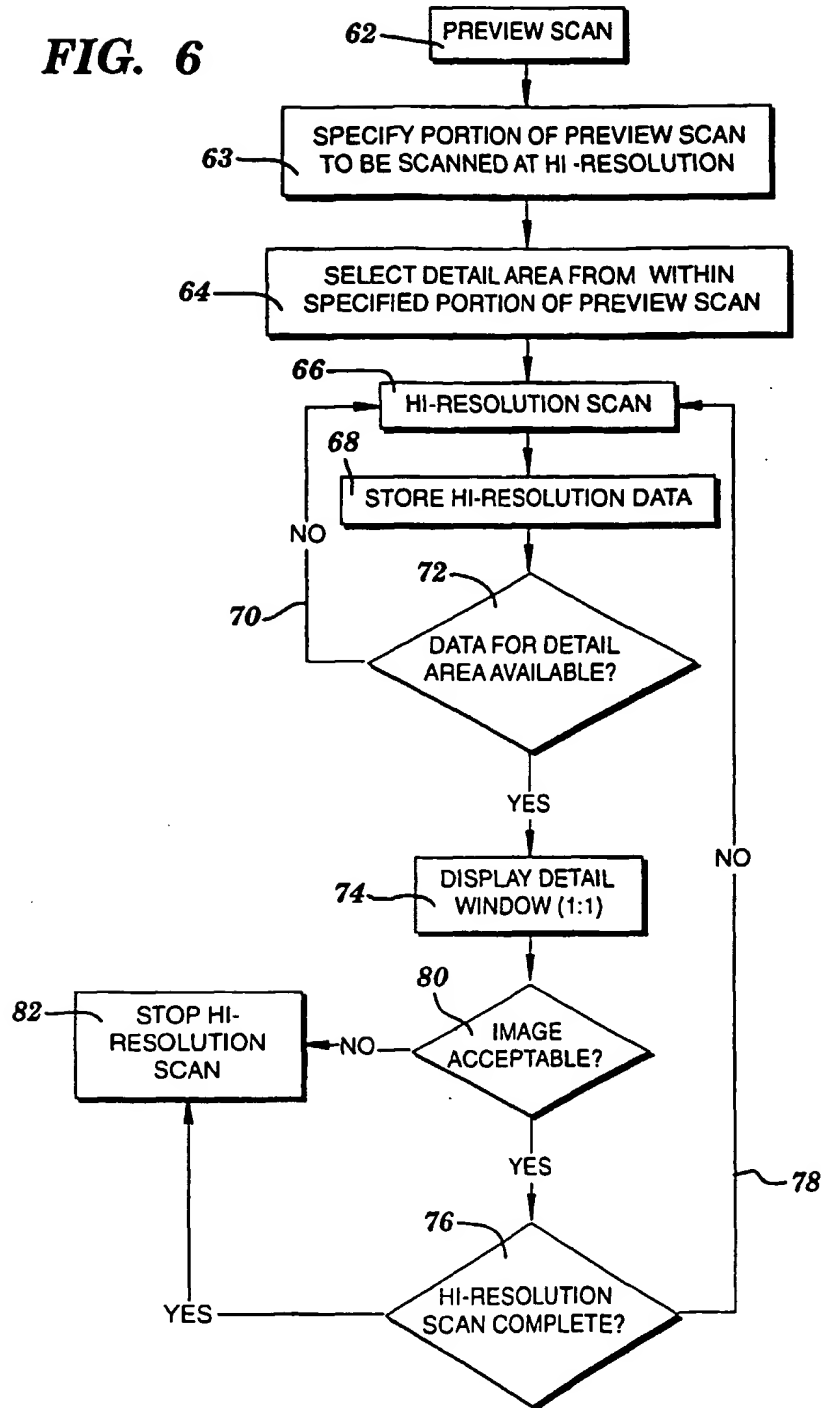 FIG. 6
62
PREVIEW SCAN
63
SPECIFY PORTION OF PREVIEW SCAN
TO BE SCANNED AT HI -RESOLUTION
64
SELECT DETAIL AREA FROM WITHIN
SPECIFIED PORTION OF PREVIEW SCAN
66
HI-RESOLUTION SCAN
68
STORE HI-RESOLUTION DATA
NO
70
72
DATA FOR DETAIL
AREA AVAILABLE?
YES
NO
74
DISPLAY DETAIL
WINDOW (1:1)
82
STOP HI-
RESOLUTION
SCAN
NO
80
IMAGE
ACCEPTABLE?
YES
78
76
HI-RESOLUTION
SCAN COMPLETE?
YES